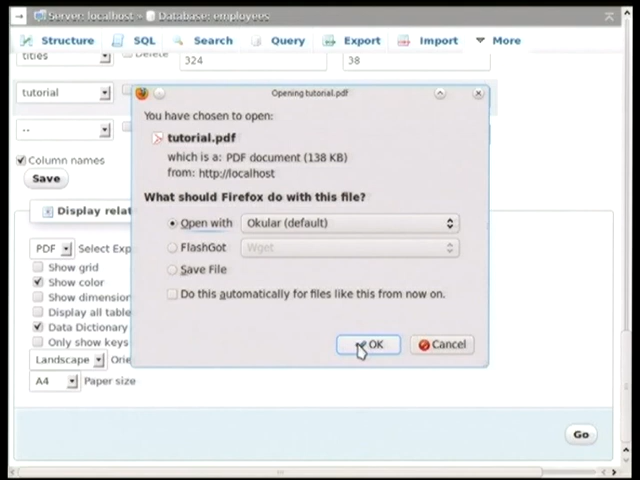 Server: localhost » Database: employees
Structure SQL Search Query Export Import More
titles Delete 324 38
Opening tutorial.pdf
tutorial
You have chosen to open:
tutorial.pdf
--
which is a: PDF document (138 KB)
Column names
from: http://localhost
Save
What should Firefox do with this file?
Display relat
Open with Okular (default)
PDF Select Exp
FlashGot Wget
Show grid
Save File
Show color
Show dimension
Do this automatically for files like this from now on.
Display all table
Data Dictionary
Only show keys
OK Cancel
Landscape Orie
A4 Paper size
Go